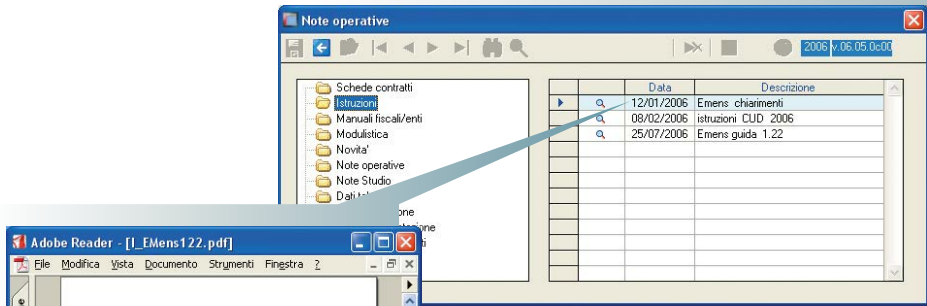 Note operative
2006 v.06.05.0c00
Schede contratti
Istruzioni
Manuali fiscali/enti
Modulistica
Novita'
Note operative
Note Studio
Data Descrizione
12/01/2006 Emens chiarimenti
08/02/2006 istruzioni CUD 2006
25/07/2006 Emens guida 1.22
Adobe Reader - [I_EMens122.pdf]
File Modifica Vista Documento Strumenti Finestra ?